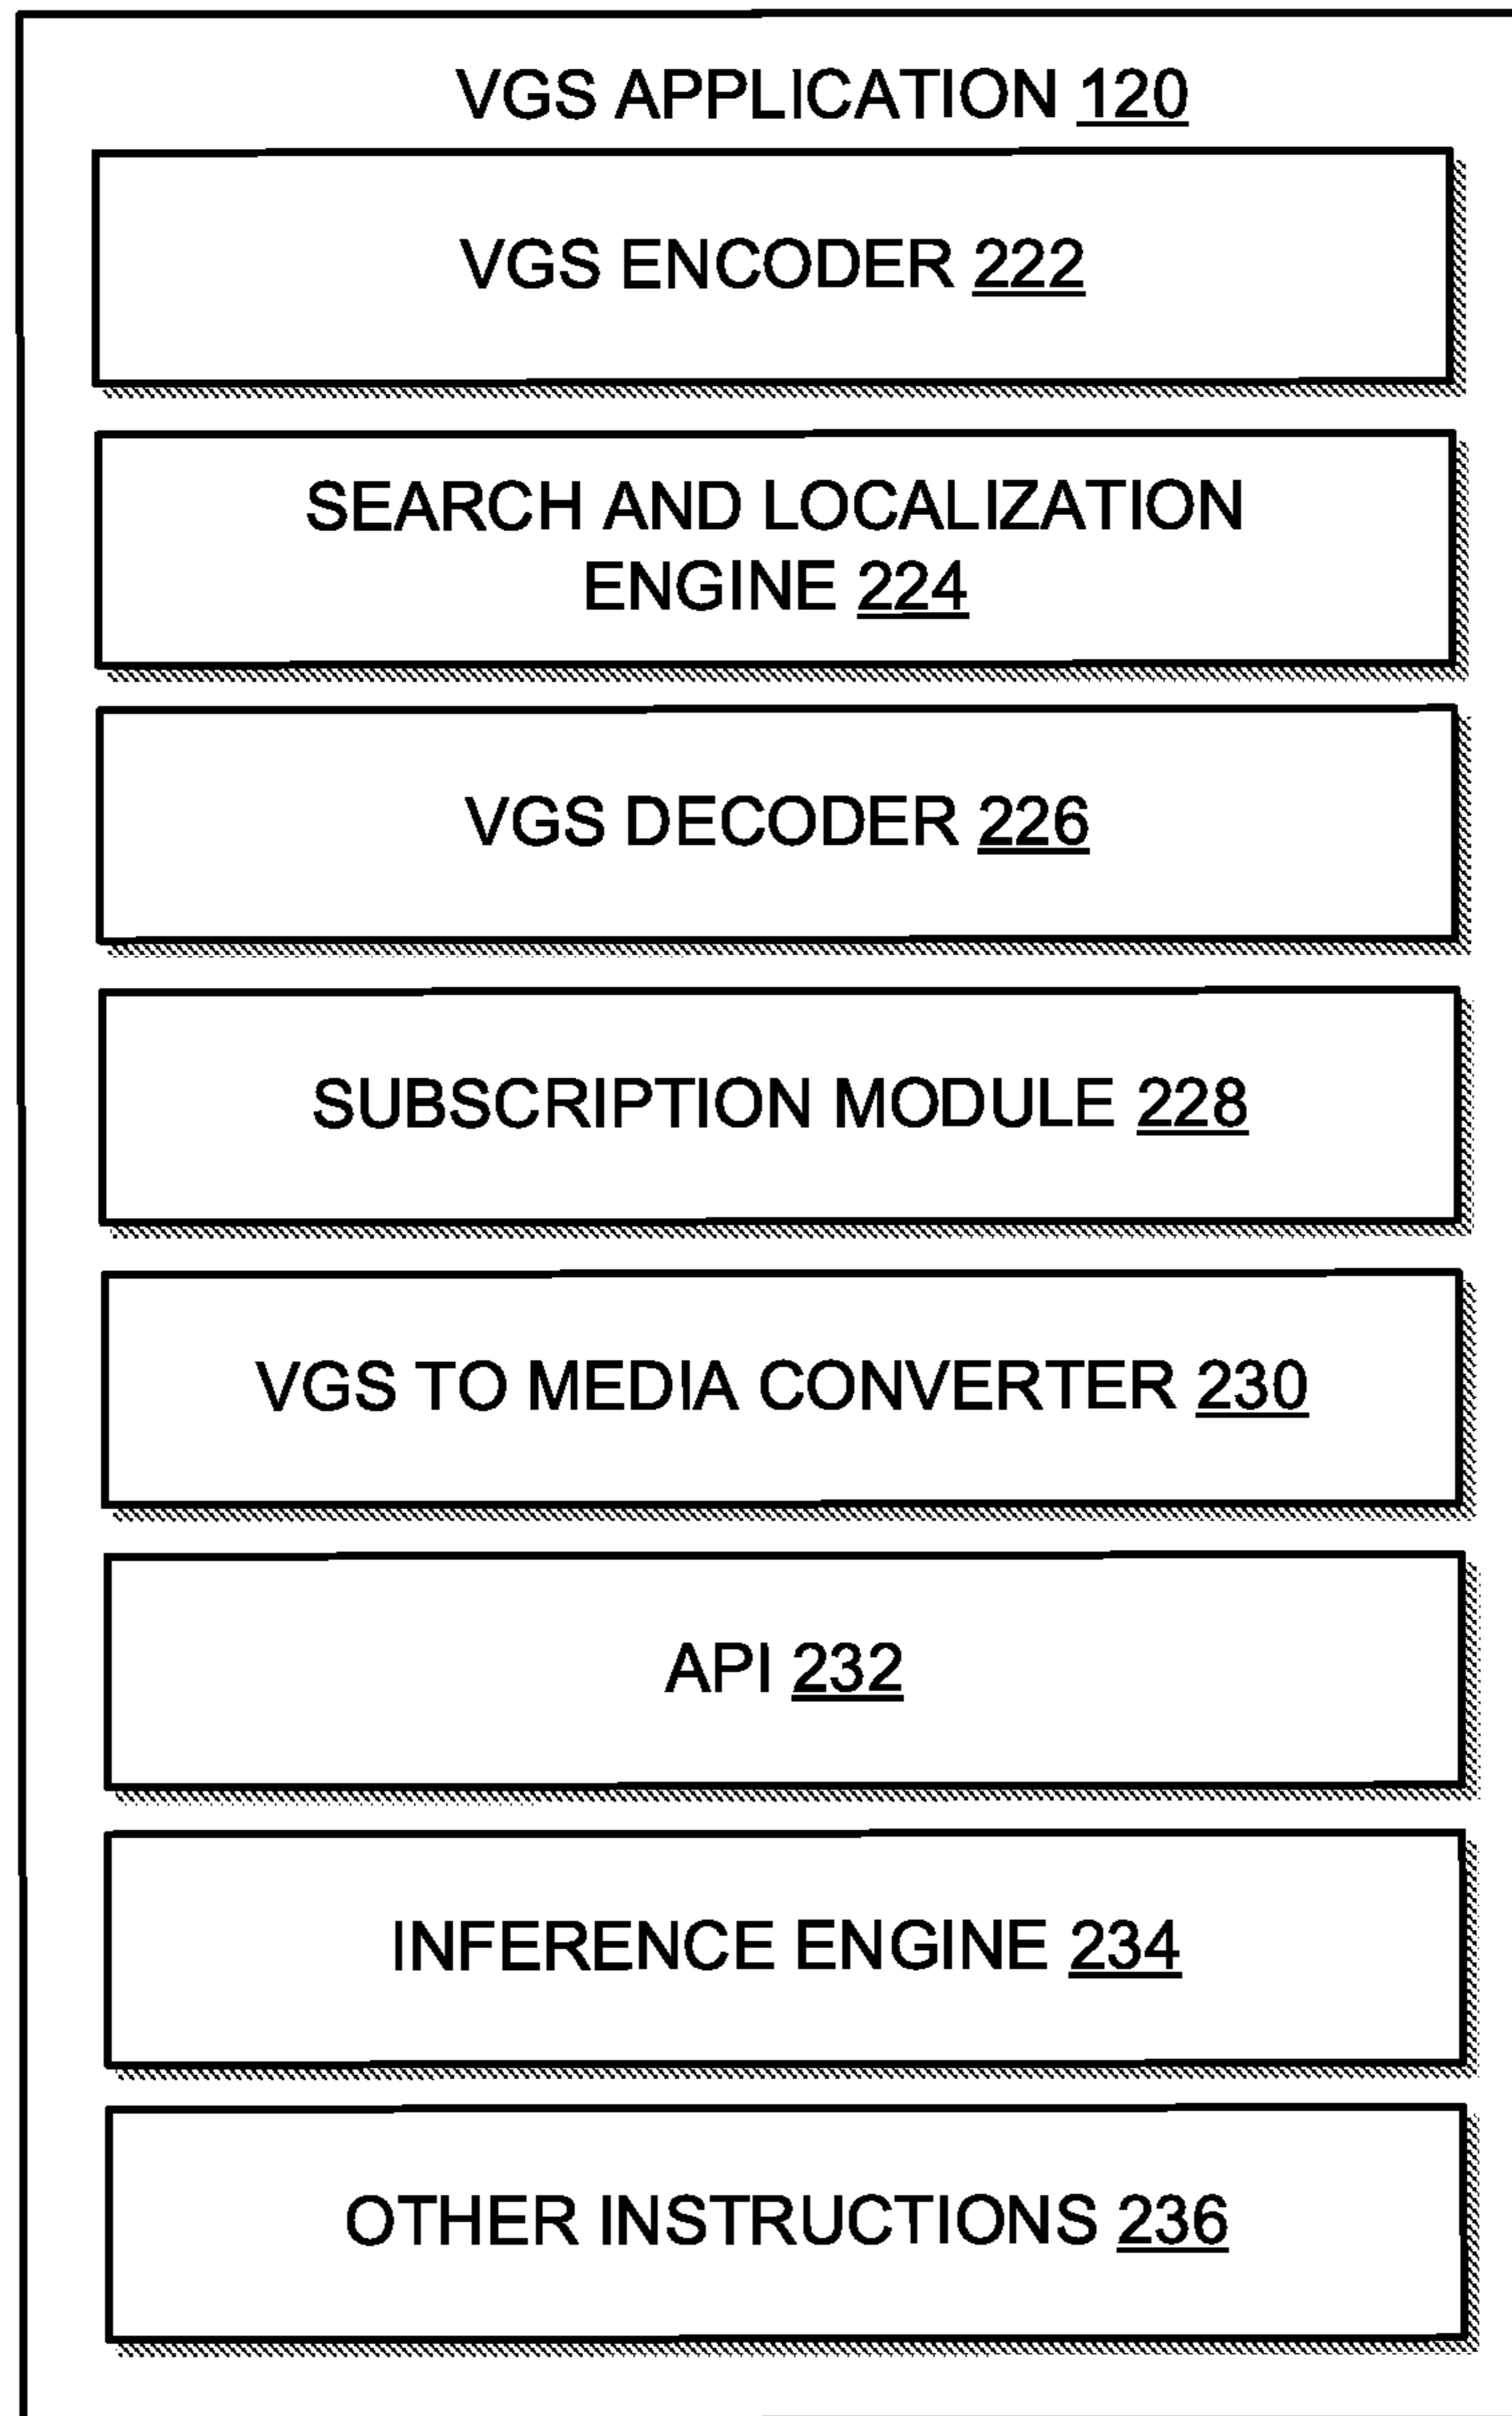 VGS APPLICATION 120
VGS ENCODER 222
SEARCH AND LOCALIZATION
ENGINE 224
VGS DECODER 226
SUBSCRIPTION MODULE 228
VGS TO MEDIA CONVERTER 230
API 232
INFERENCE ENGINE 234
OTHER INSTRUCTIONS 236